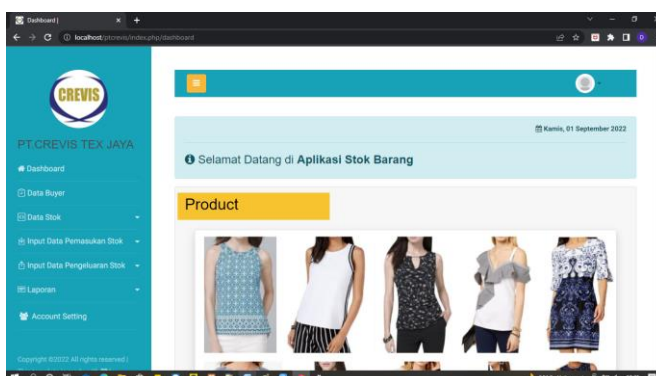 Dashboard |
localhost/ptcrevis/index.php/dashboard
CREVIS
PT.CREVIS TEX JAYA
Dashboard
Data Buyer
Data Stok
Input Data Pemasukan Stok
Input Data Pengeluaran Stok
Laporan
Account Setting
Copyright ©2022 All rights reserved |
Kamis, 01 September 2022
Selamat Datang di Aplikasi Stok Barang
Product